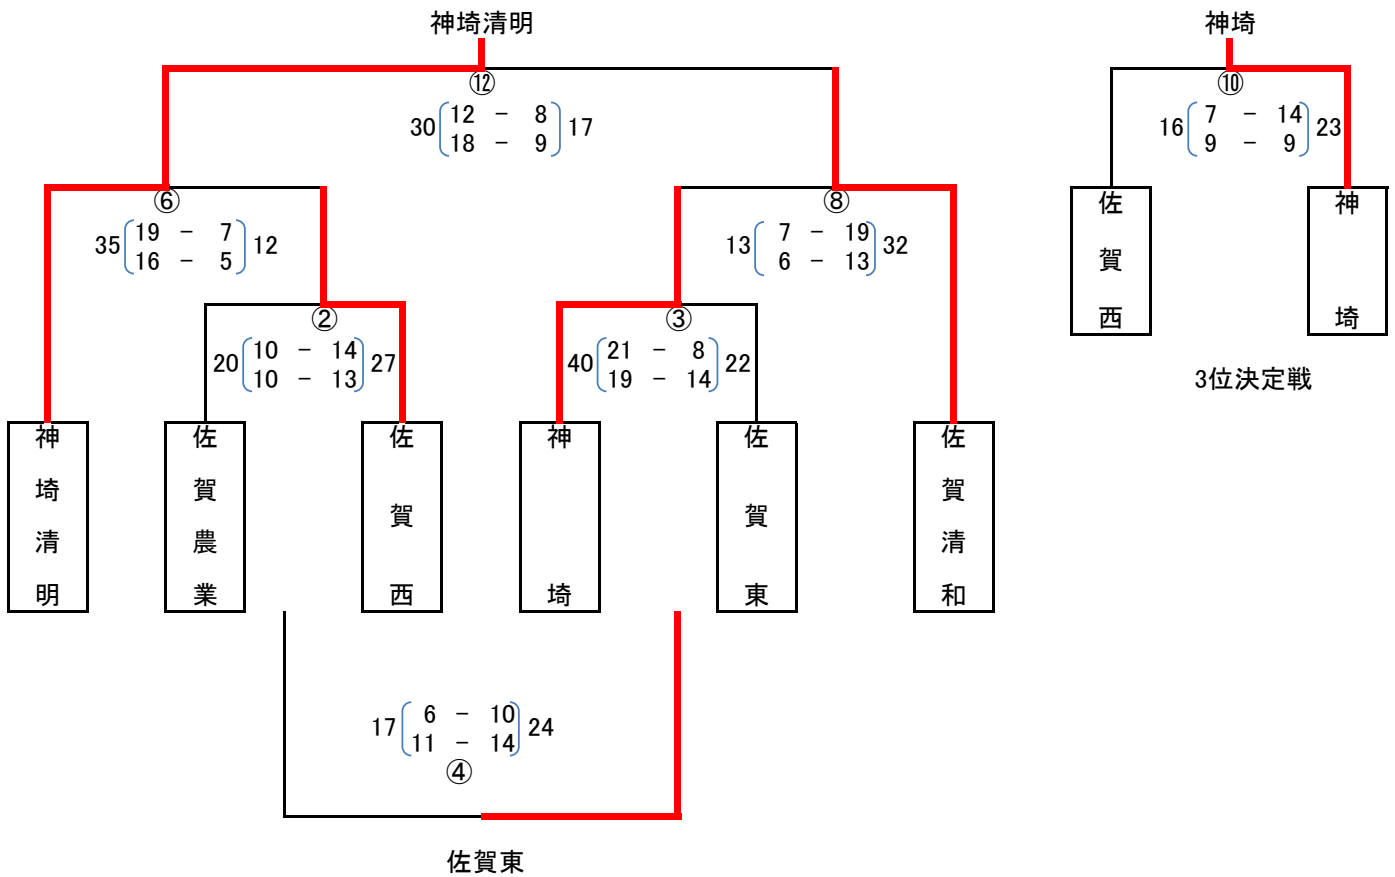 神埼清明
⑫
30 12 － 8 17
18 － 9
⑥
35 19 － 7 12
16 － 5
⑧
13 7 － 19 32
6 － 13
②
20 10 － 14 27
10 － 13
③
40 21 － 8 22
19 － 14
神埼清明
佐賀農業
佐賀西
神埼
佐賀東
佐賀清和
17 6 － 10 24
11 － 14
④
佐賀東
神埼
⑩
16 7 － 14 23
9 － 9
佐賀西
神埼
3位決定戦